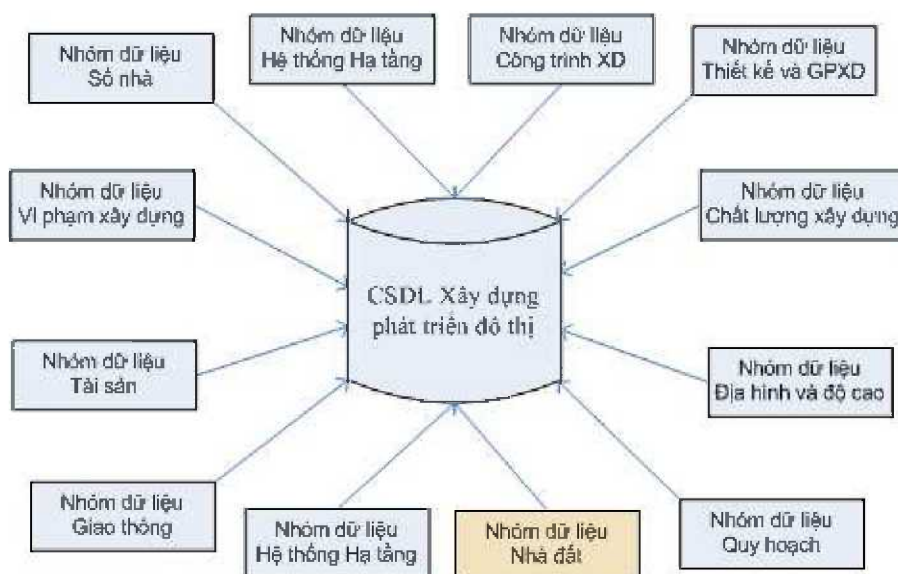 Nhóm dữ liệu
Số nhà
Nhóm dữ liệu
Hệ thống Hạ tầng
Nhóm dữ liệu
Công trình XD
Nhóm dữ liệu
Thiết kế và GPXD
Nhóm dữ liệu
Vi phạm xây dựng
Nhóm dữ liệu
Chất lượng xây dựng
CSDL Xây dựng
phát triển đô thị
Nhóm dữ liệu
Tài sản
Nhóm dữ liệu
Địa hình và độ cao
Nhóm dữ liệu
Giao thông
Nhóm dữ liệu
Hệ thống Hạ tầng
Nhóm dữ liệu
Nhà đất
Nhóm dữ liệu
Quy hoạch